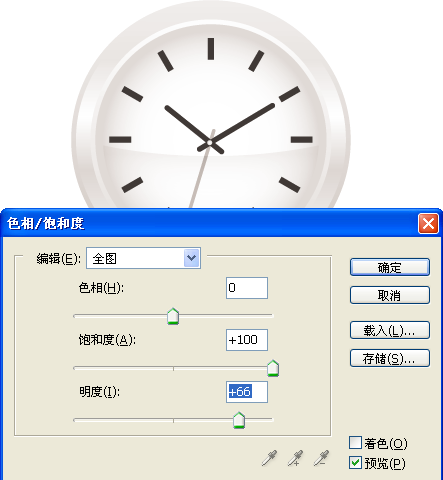 色相/饱和度
编辑(E): 全图
确定
色相(H): 0
取消
饱和度(A): +100
载入(L)...
存储(S)...
明度(I): +66
着色(O)
预览(P)